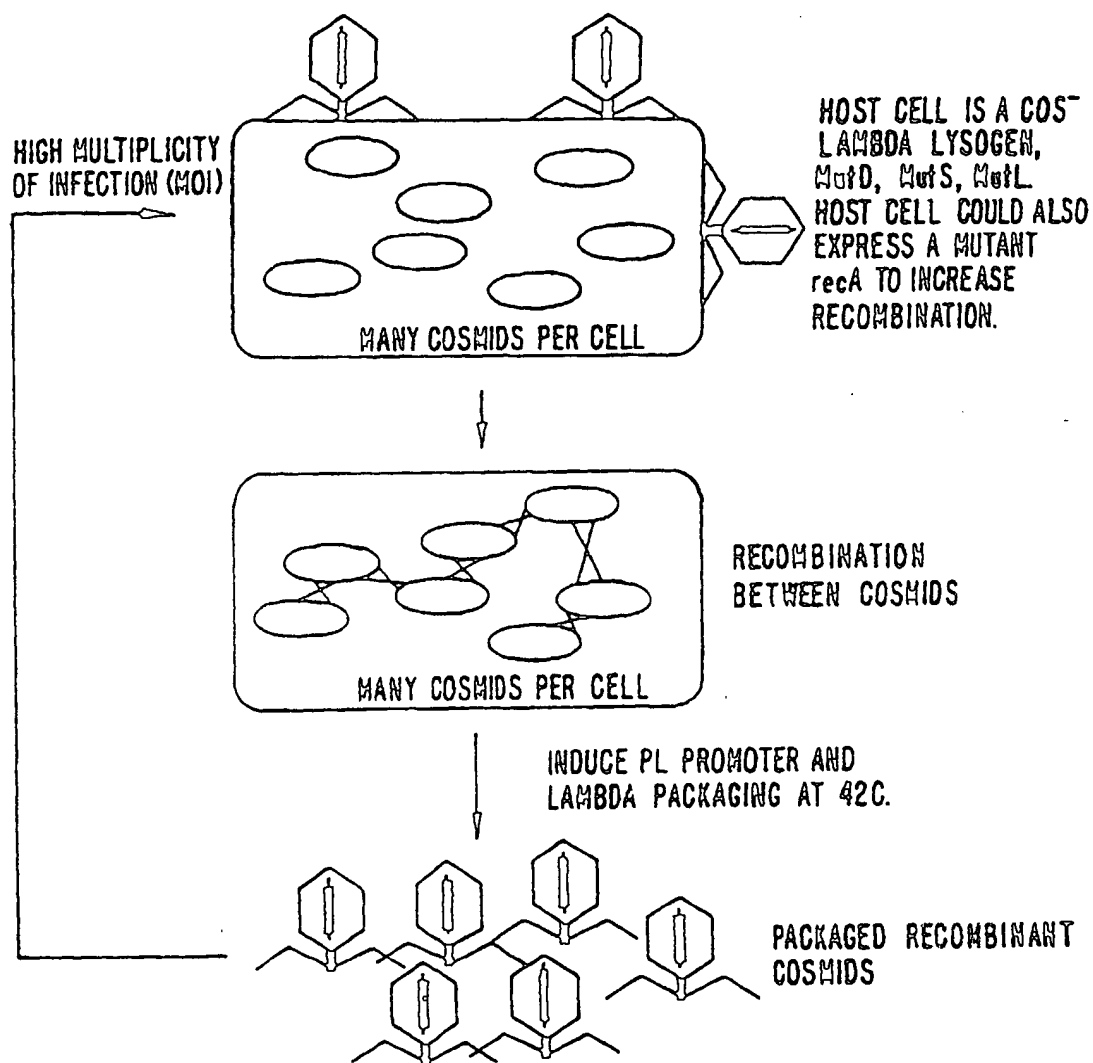 HIGH MULTIPLICITY
OF INFECTION (MOI)
HOST CELL IS A COS⁻
LAMBDA LYSOGEN,
MutD, MutS, MutL.
HOST CELL COULD ALSO
EXPRESS A MUTANT
recA TO INCREASE
RECOMBINATION.
MANY COSMIDS PER CELL
RECOMBINATION
BETWEEN COSMIDS
MANY COSMIDS PER CELL
INDUCE PL PROMOTER AND
LAMBDA PACKAGING AT 42C.
PACKAGED RECOMBINANT
COSMIDS